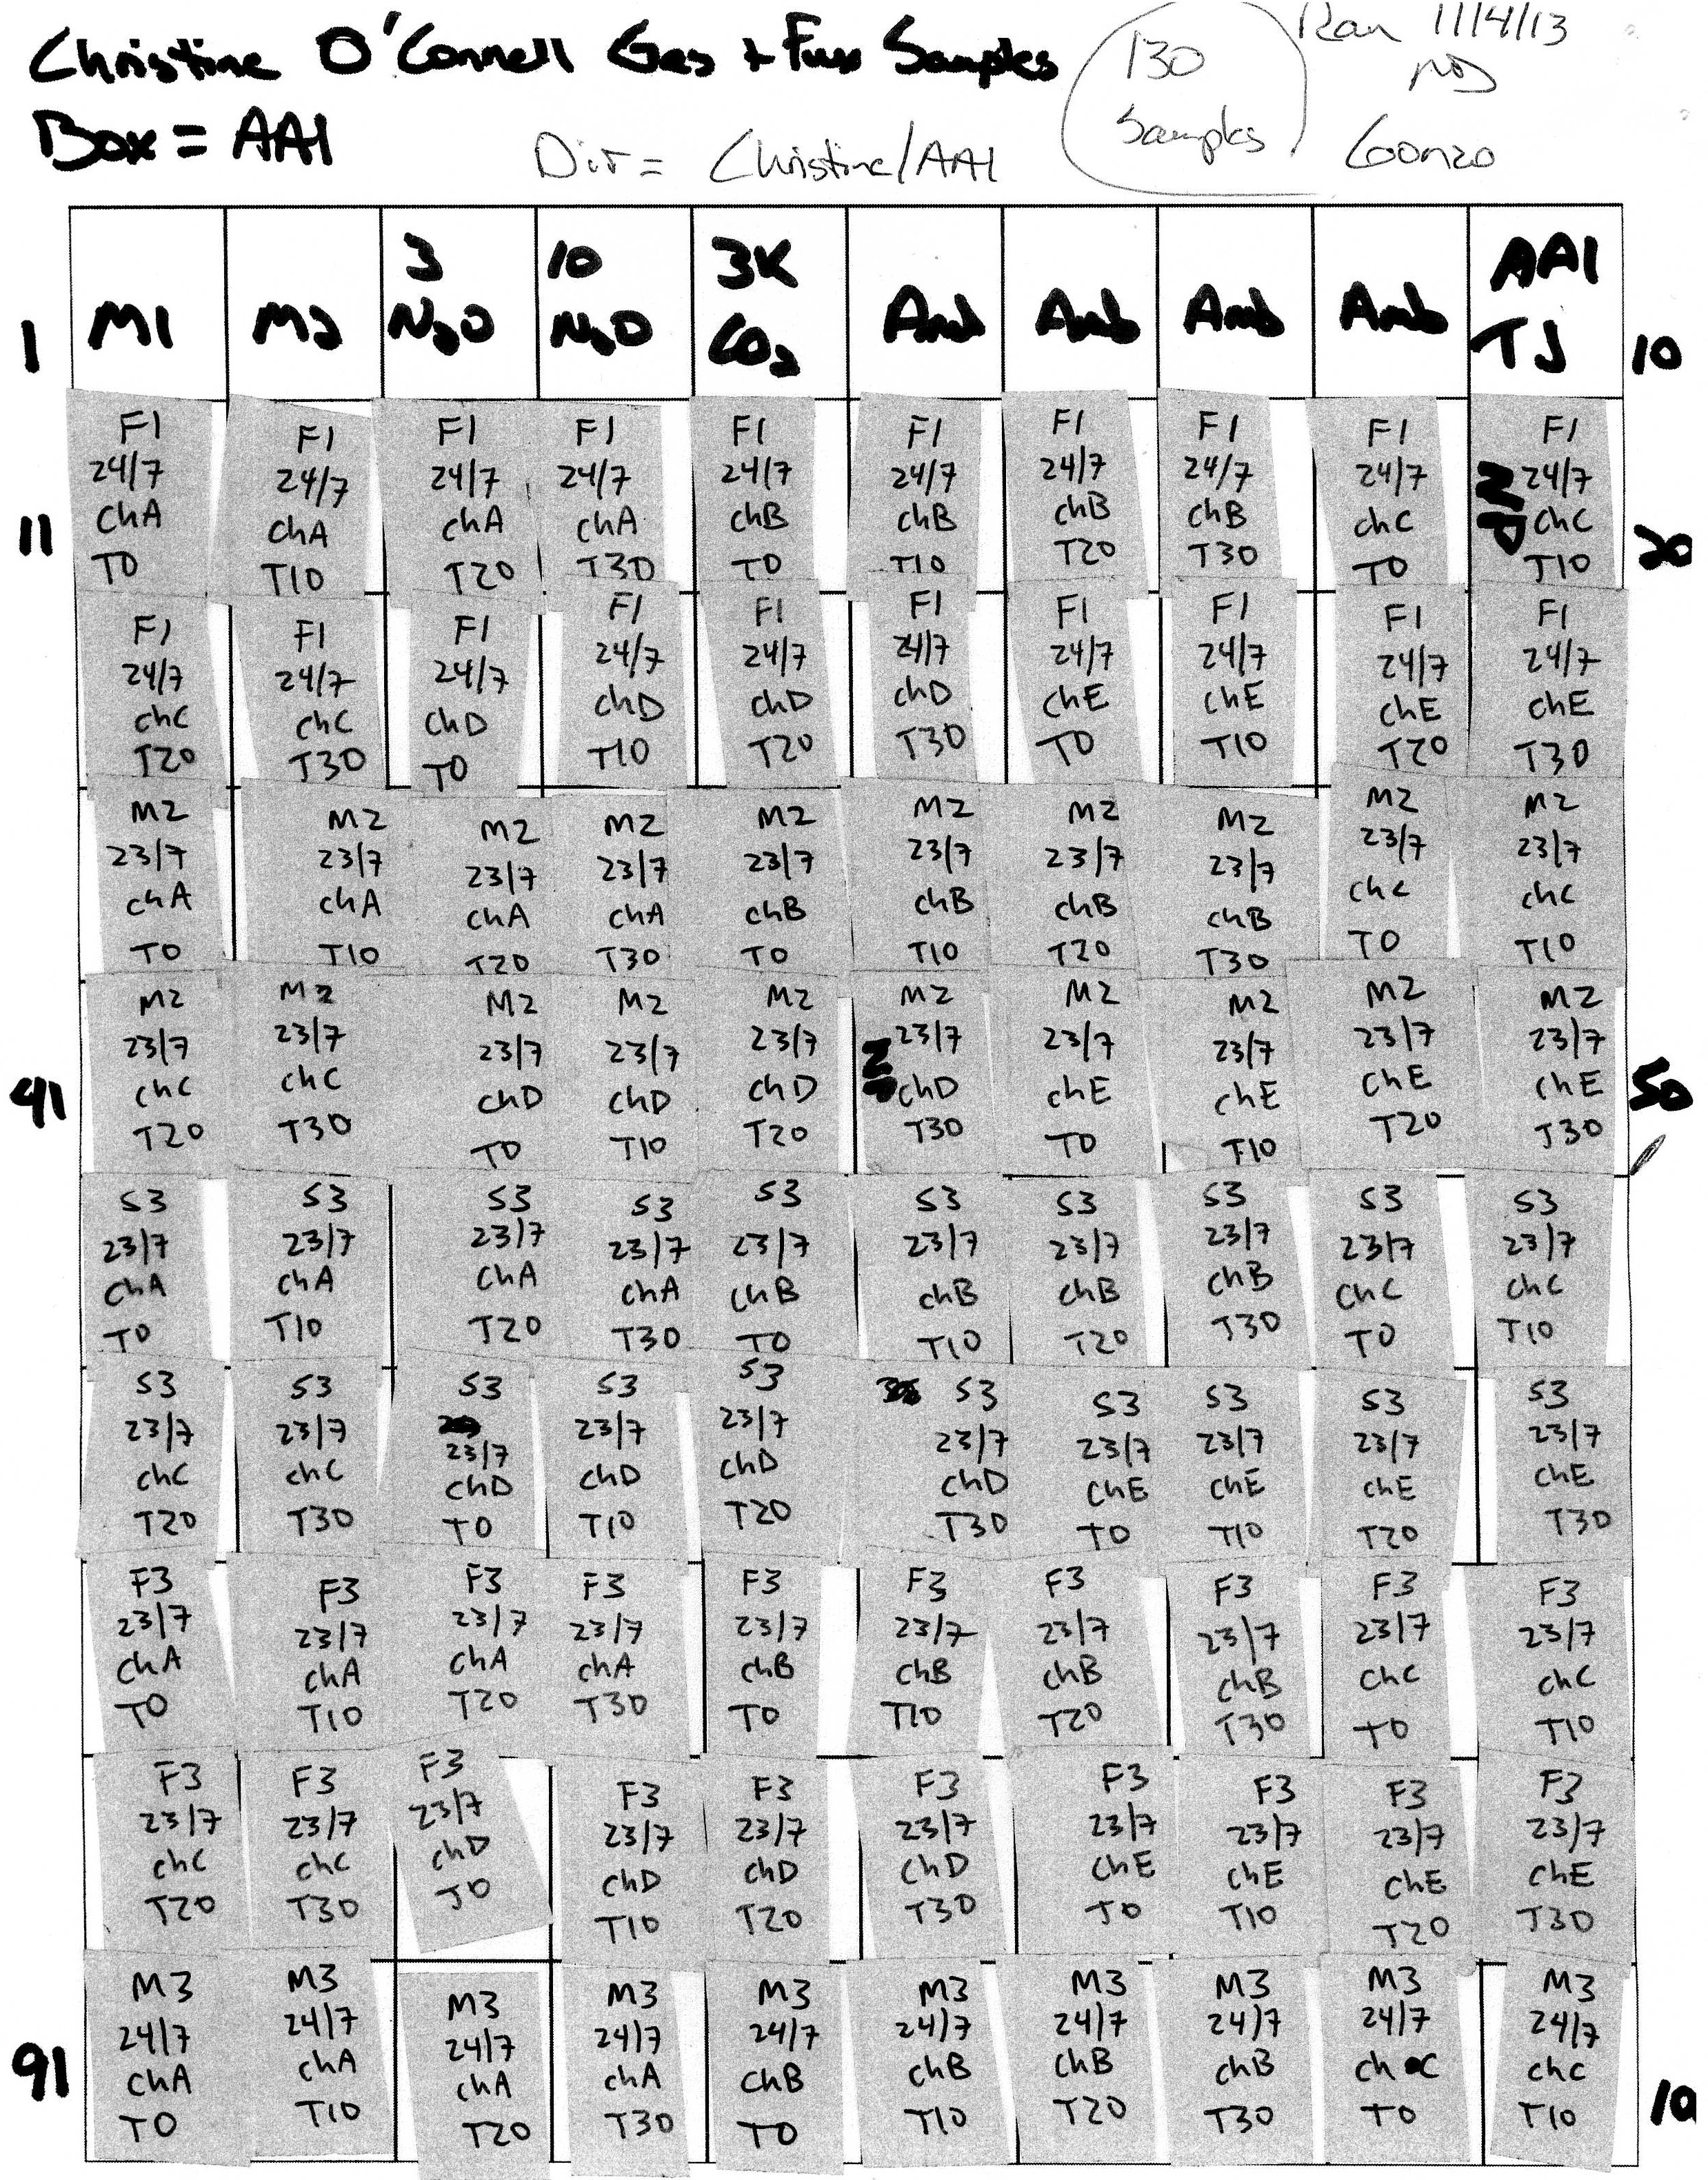 Christine O'Connell Gas + Flux Samples
130 Samples
Ran 11/4/13
Gonzo
Box = AA1
Dir = Christine/AA1
3 10 3K AA1
1 M1 M2 N2O N2O CO2 Amb Amb Amb Amb TJ 10
F1 F1 F1 F1 F1 F1 F1 F1 F1 F1
24/7 24/7 24/7 24/7 24/7 24/7 24/7 24/7 24/7 24/7
11 chA chA chA chA chB chB chB chB chC chC 20
T0 T10 T20 T30 T0 T10 T20 T30 T0 T10
F1 F1 F1 F1 F1 F1 F1 F1 F1 F1
24/7 24/7 24/7 24/7 24/7 24/7 24/7 24/7 24/7 24/7
chC chC chD chD chD chD chE chE chE chE
T20 T30 T0 T10 T20 T30 T0 T10 T20 T30
M2 M2 M2 M2 M2 M2 M2 M2 M2 M2
23/7 23/7 23/7 23/7 23/7 23/7 23/7 23/7 23/7 23/7
chA chA chA chA chB chB chB chB chC chC
T0 T10 T20 T30 T0 T10 T20 T30 T0 T10
M2 M2 M2 M2 M2 M2 M2 M2 M2 M2
23/7 23/7 23/7 23/7 23/7 23/7 23/7 23/7 23/7 23/7
41 chC chC chD chD chD chD chE chE chE chE 50
T20 T30 T0 T10 T20 T30 T0 T10 T20 T30
S3 S3 S3 S3 S3 S3 S3 S3 S3 S3
23/7 23/7 23/7 23/7 23/7 23/7 23/7 23/7 23/7 23/7
chA chA chA chA chB chB chB chB chC chC
T0 T10 T20 T30 T0 T10 T20 T30 T0 T10
S3 S3 S3 S3 S3 S3 S3 S3 S3 S3
23/7 23/7 23/7 23/7 23/7 23/7 23/7 23/7 23/7 23/7
chC chC chD chD chD chD chE chE chE chE
T20 T30 T0 T10 T20 T30 T0 T10 T20 T30
F3 F3 F3 F3 F3 F3 F3 F3 F3 F3
23/7 23/7 23/7 23/7 23/7 23/7 23/7 23/7 23/7 23/7
chA chA chA chA chB chB chB chB chC chC
T0 T10 T20 T30 T0 T10 T20 T30 T0 T10
F3 F3 F3 F3 F3 F3 F3 F3 F3 F3
23/7 23/7 23/7 23/7 23/7 23/7 23/7 23/7 23/7 23/7
chC chC chD chD chD chD chE chE chE chE
T20 T30 T0 T10 T20 T30 T0 T10 T20 T30
M3 M3 M3 M3 M3 M3 M3 M3 M3 M3
24/7 24/7 24/7 24/7 24/7 24/7 24/7 24/7 24/7 24/7
91 chA chA chA chA chB chB chB chB chC chC 10
T0 T10 T20 T30 T0 T10 T20 T30 T0 T10